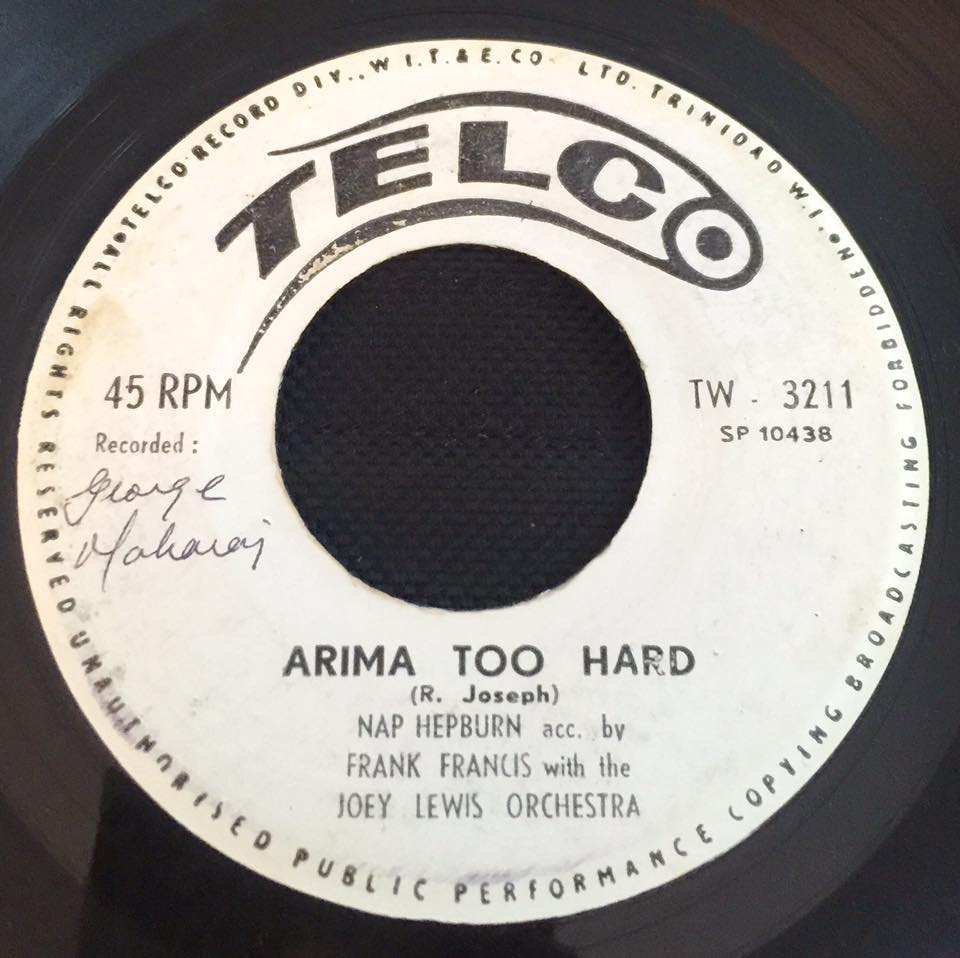 TELCO RECORD DIV., W.I.T. & E. CO. LTD. TRINIDAD W.I. FORBIDDEN BROADCASTING COPYING PERFORMANCE PUBLIC UNAUTHORISED RESERVED RIGHTS ALL
TELCO
45 RPM
TW - 3211
SP 10438
Recorded :
George
Maharaj
ARIMA TOO HARD
(R. Joseph)
NAP HEPBURN acc. by
FRANK FRANCIS with the
JOEY LEWIS ORCHESTRA